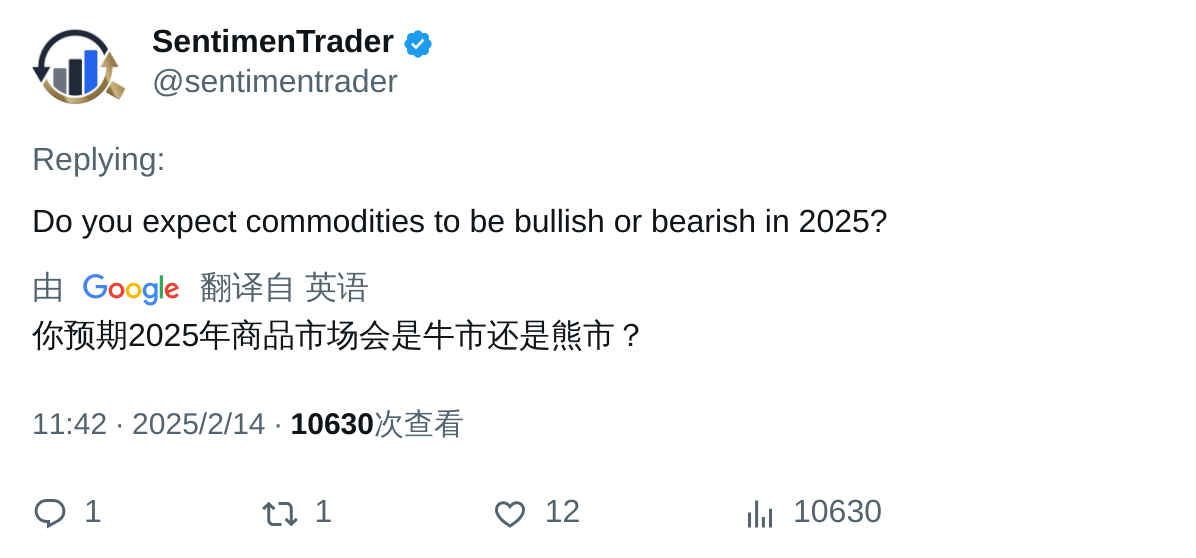 SentimenTrader
@sentimentrader
Replying:
Do you expect commodities to be bullish or bearish in 2025?
由 Google 翻译自 英语
你预期2025年商品市场会是牛市还是熊市？
11:42 · 2025/2/14 · 10630次查看
1 1 12 10630